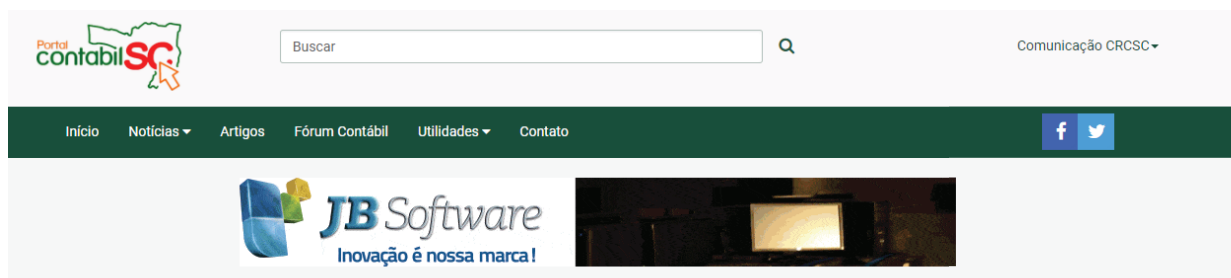 Portal
contabilSC
Buscar
Comunicação CRCSC
Início Notícias Artigos Fórum Contábil Utilidades Contato
f
JB Software
Inovação é nossa marca!